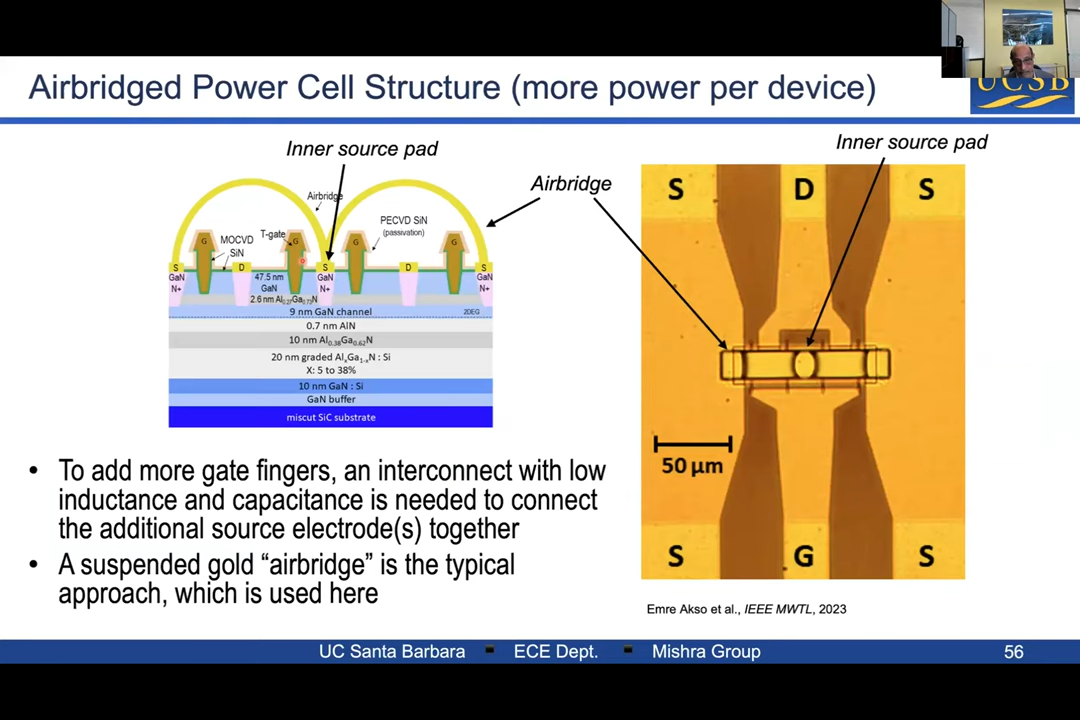 Airbridged Power Cell Structure (more power per device)
UCSB
Inner source pad
Airbridge
Inner source pad
Airbridge
T-gate
PECVD SiN
(passivation)
MOCVD
SiN
G
G
G
G
S
D
S
D
S
GaN
N+
47.5 nm
GaN
GaN
N+
GaN
N+
2.6 nm Al0.27Ga0.73N
9 nm GaN channel
2DEG
0.7 nm AlN
10 nm Al0.38Ga0.62N
20 nm graded AlxGa1-xN : Si
X: 5 to 38%
10 nm GaN : Si
GaN buffer
miscut SiC substrate
S D S
50 µm
S G S
Emre Akso et al., IEEE MWTL, 2023
• To add more gate fingers, an interconnect with low
inductance and capacitance is needed to connect
the additional source electrode(s) together
• A suspended gold “airbridge” is the typical
approach, which is used here
UC Santa Barbara ECE Dept. Mishra Group 56